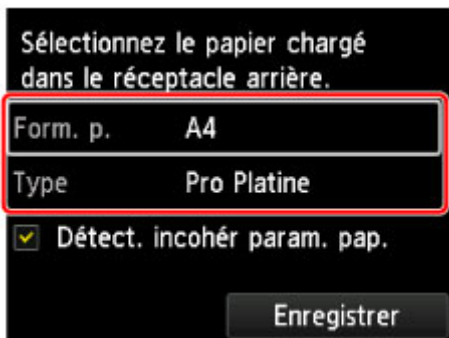 Sélectionnez le papier chargé
dans le réceptacle arrière.
Form. p. A4
Type Pro Platine
Détect. incohér param. pap.
Enregistrer